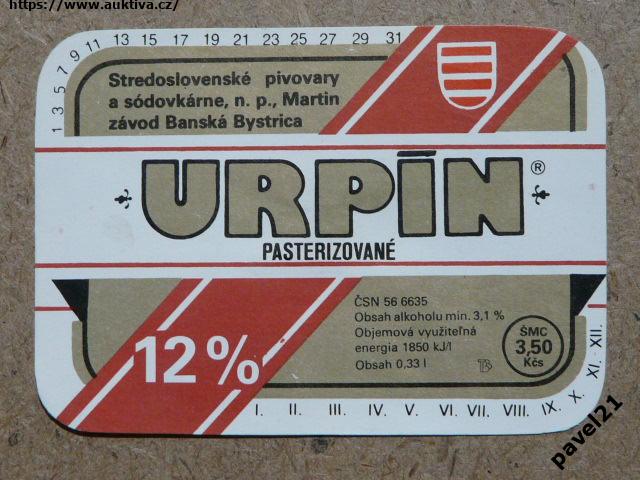 https://www.auktiva.cz/
1 3 5 7 9 11 13 15 17 19 21 23 25 27 29 31
Stredoslovenské pivovary
a sódovkárne, n. p., Martin
závod Banská Bystrica
URPÍN ®
PASTERIZOVANÉ
12%
ČSN 56 6635
Obsah alkoholu min. 3,1 %
Objemová využiteľná
energia 1850 kJ/l
Obsah 0,33 l
ŠMC
3,50
Kčs
I. II. III. IV. V. VI. VII. VIII. IX. X. XI. XII.
pavel21